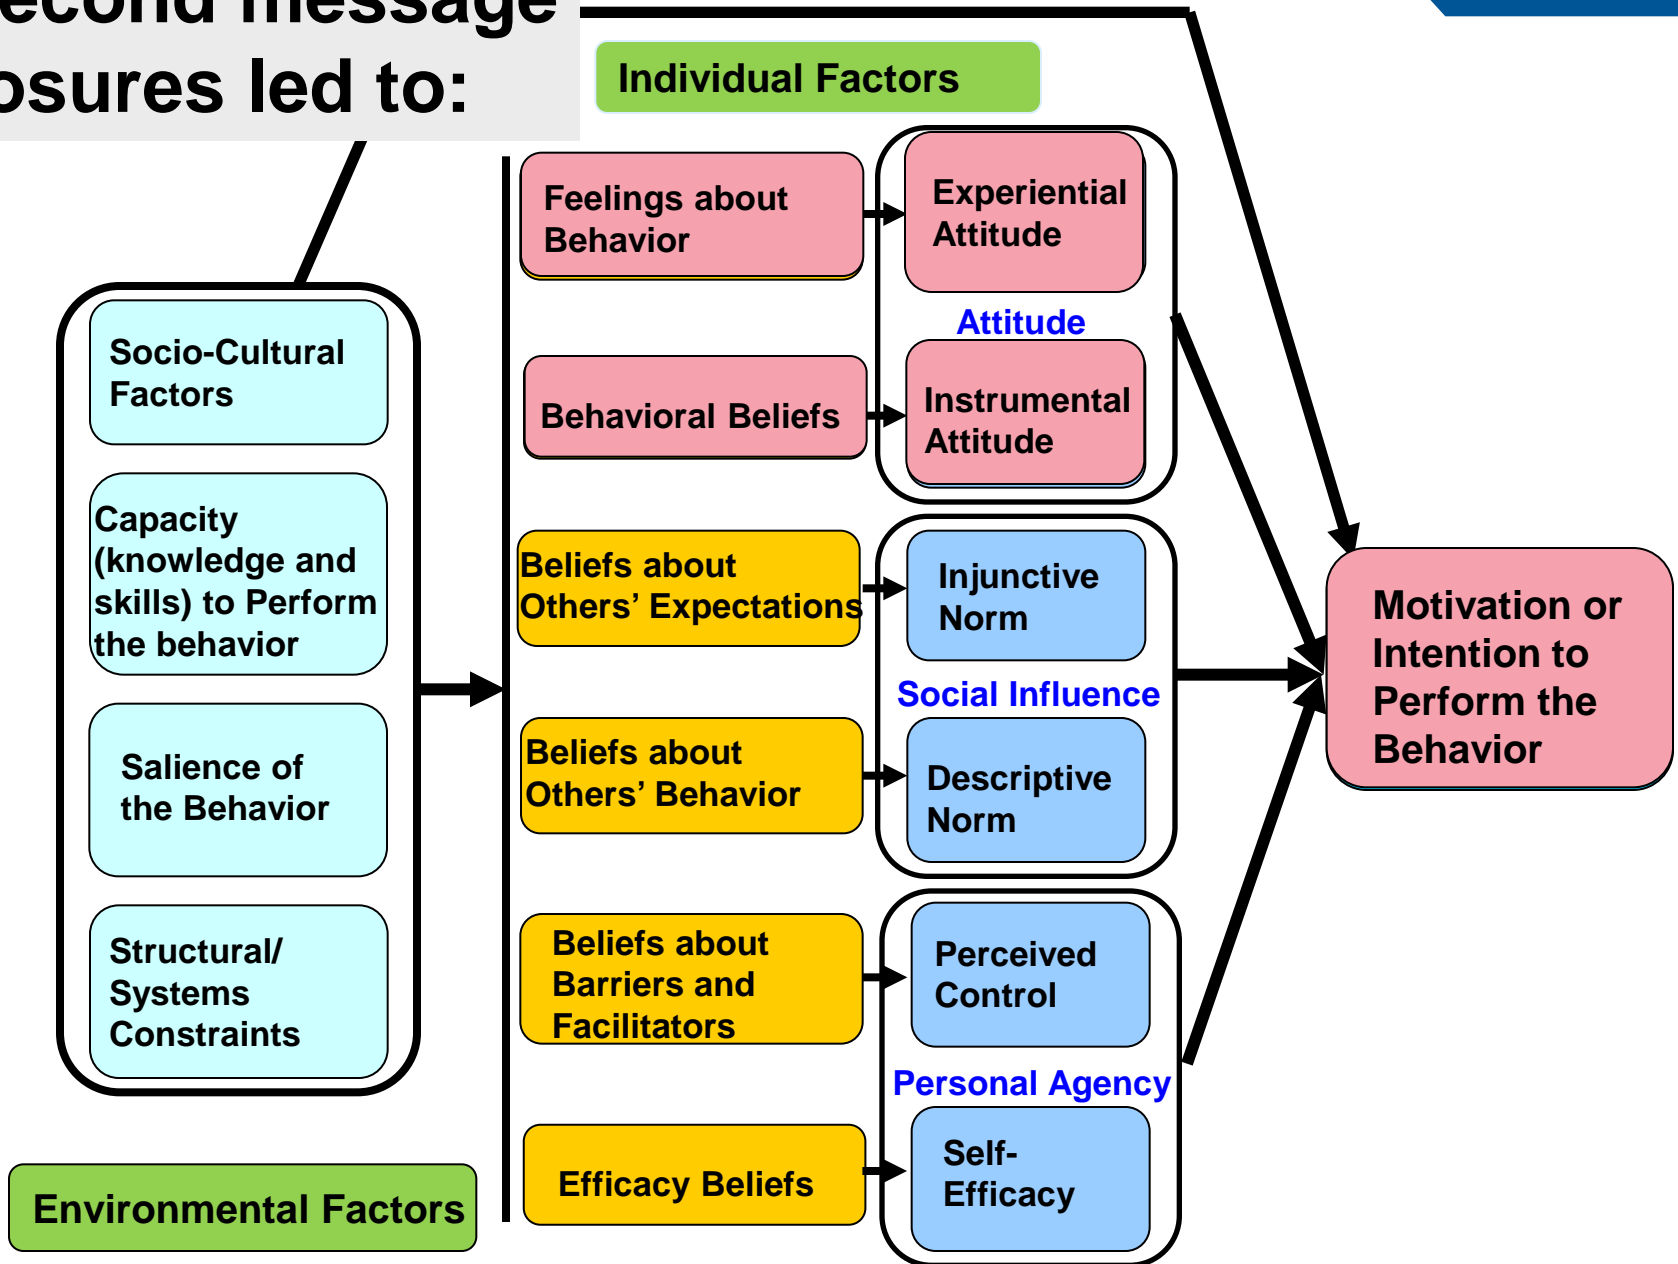 message
led to:
Individual Factors
Feelings about
Behavior
Experiential
Attitude
Attitude
Behavioral Beliefs
Instrumental
Attitude
Socio-Cultural
Factors
Capacity
(knowledge and
skills) to Perform
the behavior
Salience of
the Behavior
Structural/
Systems
Constraints
Environmental Factors
Beliefs about
Others’ Expectations
Injunctive
Norm
Social Influence
Beliefs about
Others’ Behavior
Descriptive
Norm
Beliefs about
Barriers and
Facilitators
Perceived
Control
Personal Agency
Efficacy Beliefs
Self-
Efficacy
Motivation or
Intention to
Perform the
Behavior